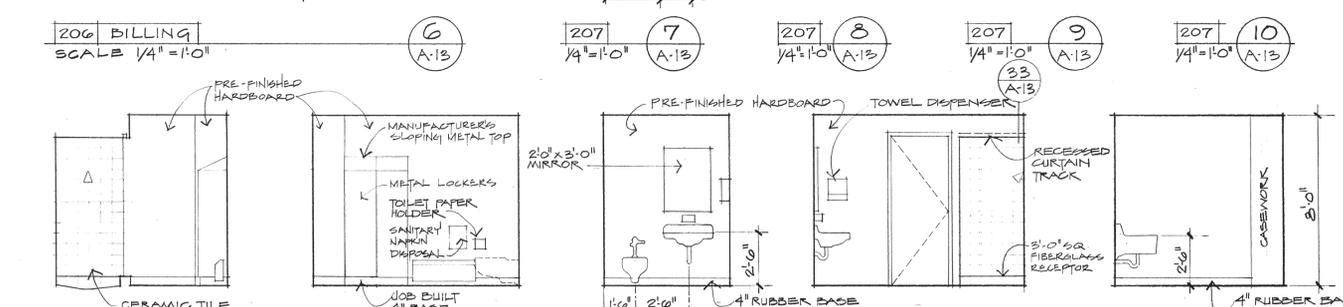 206 BILLING 6
SCALE 1/4" = 1'-0" A-13
207 7
1/4" = 1'-0" A-13
207 8
1/4" = 1'-0" A-13
207 9
1/4" = 1'-0" A-13
207 10
1/4" = 1'-0" A-13
33
A-13
PRE-FINISHED
HARDBOARD
MANUFACTURER'S
SLOPING METAL TOP
METAL LOCKERS
TOILET PAPER
HOLDER
SANITARY
NAPKIN
DISPOSAL
CERAMIC TILE
JOB BUILT
4" BASE
PRE-FINISHED HARDBOARD
2'-0" x 3'-0"
MIRROR
2'-6"
1'-6" 2'-6"
4" RUBBER BASE
TOWEL DISPENSER
RECESSED
CURTAIN
TRACK
3'-0" SQ.
FIBERGLASS
RECEPTOR
2'-6"
CASEWORK
8'-0"
4" RUBBER BA